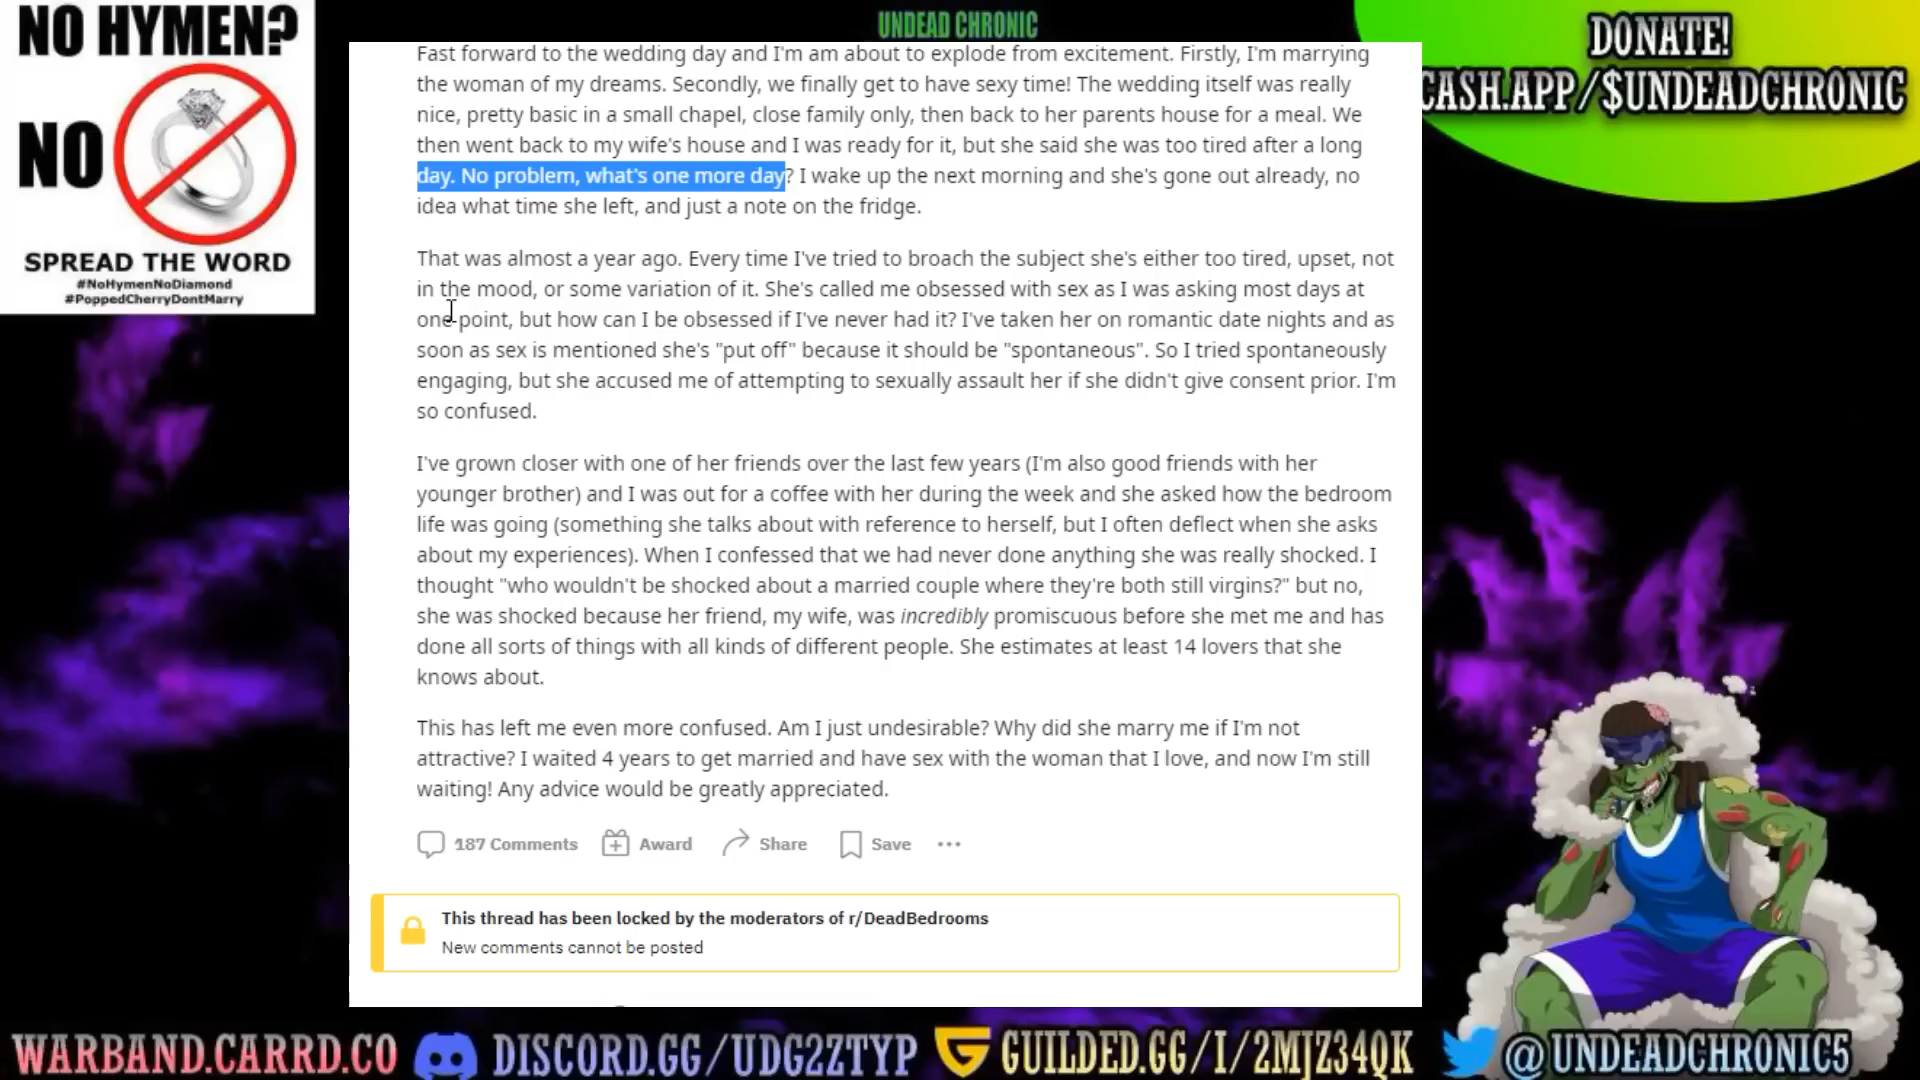 NO HYMEN?
NO
SPREAD THE WORD
#NoHymenNoDiamond
#PoppedCherryDontMarry
UNDEAD CHRONIC
DONATE!
CASH.APP/$UNDEADCHRONIC
Fast forward to the wedding day and I'm am about to explode from excitement. Firstly, I'm marrying
the woman of my dreams. Secondly, we finally get to have sexy time! The wedding itself was really
nice, pretty basic in a small chapel, close family only, then back to her parents house for a meal. We
then went back to my wife's house and I was ready for it, but she said she was too tired after a long
day. No problem, what's one more day? I wake up the next morning and she's gone out already, no
idea what time she left, and just a note on the fridge.
That was almost a year ago. Every time I've tried to broach the subject she's either too tired, upset, not
in the mood, or some variation of it. She's called me obsessed with sex as I was asking most days at
one point, but how can I be obsessed if I've never had it? I've taken her on romantic date nights and as
soon as sex is mentioned she's "put off" because it should be "spontaneous". So I tried spontaneously
engaging, but she accused me of attempting to sexually assault her if she didn't give consent prior. I'm
so confused.
I've grown closer with one of her friends over the last few years (I'm also good friends with her
younger brother) and I was out for a coffee with her during the week and she asked how the bedroom
life was going (something she talks about with reference to herself, but I often deflect when she asks
about my experiences). When I confessed that we had never done anything she was really shocked. I
thought "who wouldn't be shocked about a married couple where they're both still virgins?" but no,
she was shocked because her friend, my wife, was incredibly promiscuous before she met me and has
done all sorts of things with all kinds of different people. She estimates at least 14 lovers that she
knows about.
This has left me even more confused. Am I just undesirable? Why did she marry me if I'm not
attractive? I waited 4 years to get married and have sex with the woman that I love, and now I'm still
waiting! Any advice would be greatly appreciated.
187 Comments Award Share Save
This thread has been locked by the moderators of r/DeadBedrooms
New comments cannot be posted
WARBAND.CARRD.CO DISCORD.GG/UDG2ZTYP GUILDED.GG/I/2MJZ34QK @UNDEADCHRONIC5